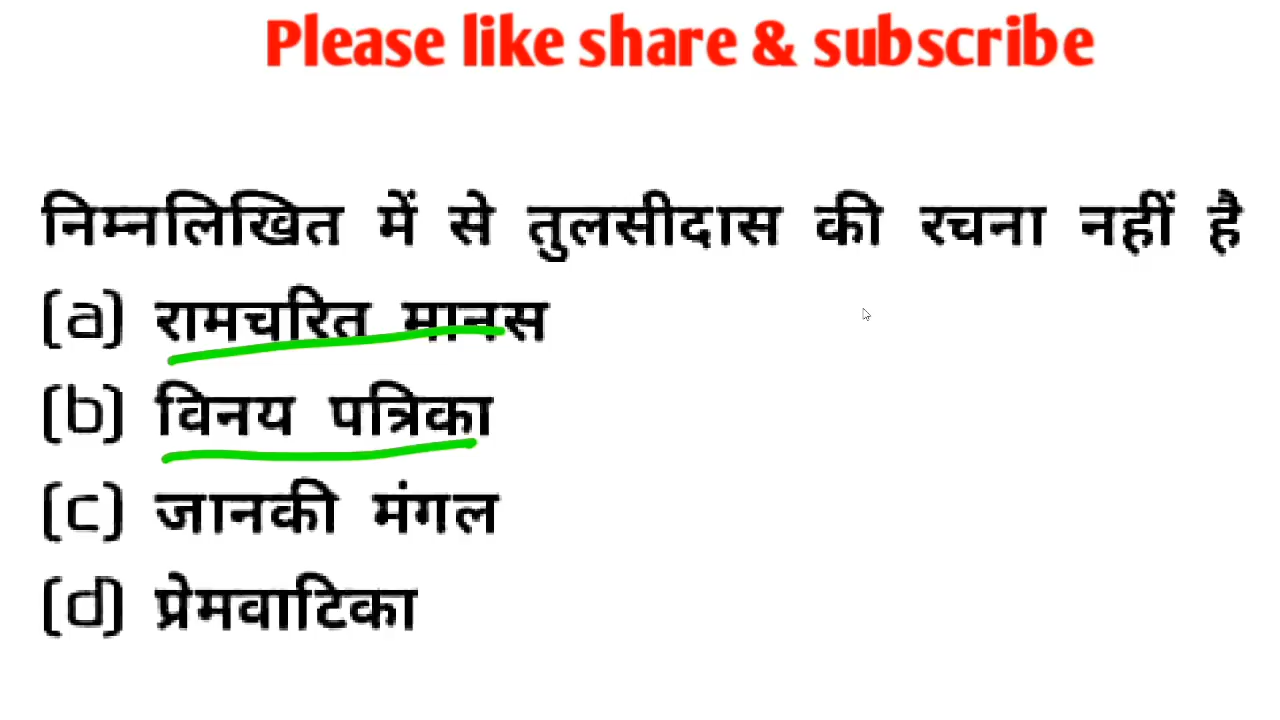 Please like share & subscribe
निम्नलिखित में से तुलसीदास की रचना नहीं है
(a) रामचरित मानस
(b) विनय पत्रिका
(c) जानकी मंगल
(d) प्रेमवाटिका